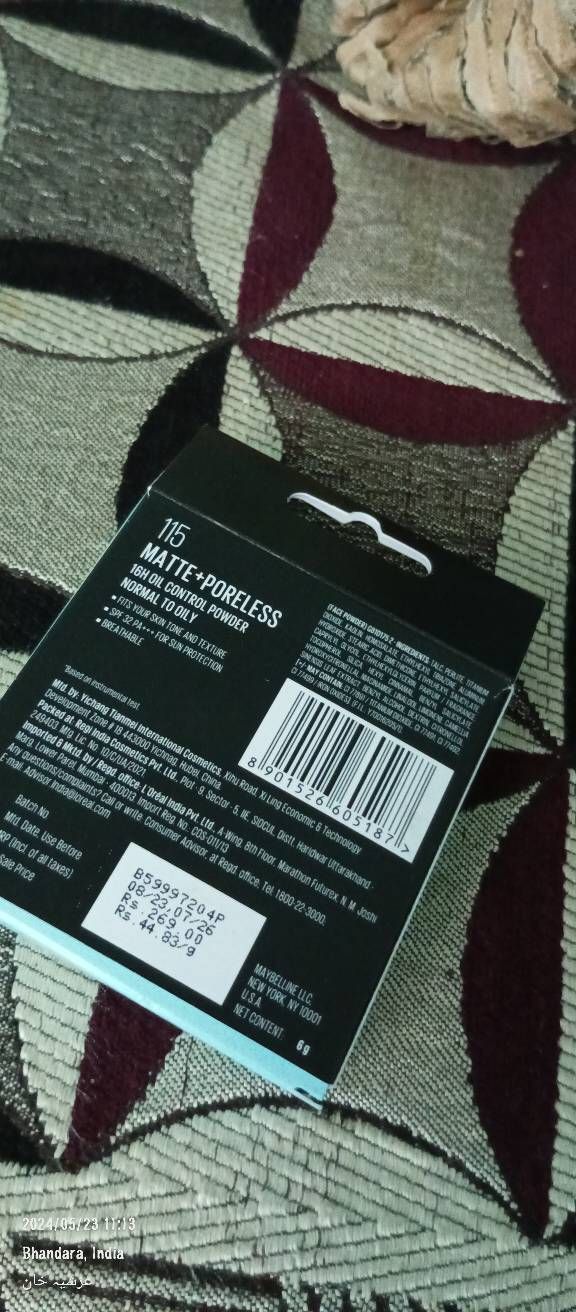 115
MATTE+PORELESS
16H OIL CONTROL POWDER
NORMAL TO OILY
• FITS YOUR SKIN TONE AND TEXTURE
• SPF 32 PA+++ FOR SUN PROTECTION
• BREATHABLE
*Based on instrumental test.
Mfd. by: Yichang Tianmei International Cosmetics, Xihu Road, Xi Ling Economic & Technology
Development Zone # 19 443000 Yichang, Hubei, China.
Packed at: Regi India Cosmetics Pvt. Ltd., Plot - 9 Sector - 5, IIE, SIDCUL, Distt. Haridwar Uttarakhand -
249403. Mfg. Lic. No. 10/C/UA/2021
Imported & Mktd. by / Regd. office, L'Oréal India Pvt. Ltd., A-Wing, 8th Floor, Marathon Futurex, N. M. Joshi
Marg, Lower Parel, Mumbai - 400013. Import Reg. No. COS-011/13
Any questions/complaints? Call or write: Consumer Advisor, at Regd. office, Tel. 1800-22-3000.
E-mail: Advisor.india@loreal.com
8 901526 605187 >
Batch No
Mfd. Date. Use Before
(incl. of all taxes)
Sale Price
B59997204P
08/23,07/26
Rs.269.00
Rs.44.83/g
MAYBELLINE LLC,
NEW YORK, NY 10001
U.S.A.
NET CONTENT: 6g
2024/05/23 11:13
Bhandara, India